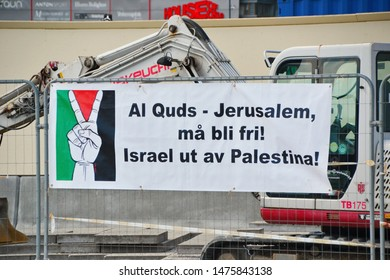 Al Quds - Jerusalem,
må bli fri!
Israel ut av Palestina!
TB175
shutterstock.com · 1475843138